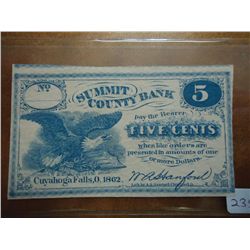 No
SUMMIT
COUNTY BANK
5
Pay the Bearer
FIVE CENTS
when like orders are
presented in amounts of one
or more Dollars.
Cuyahoga Falls, O. 1862.